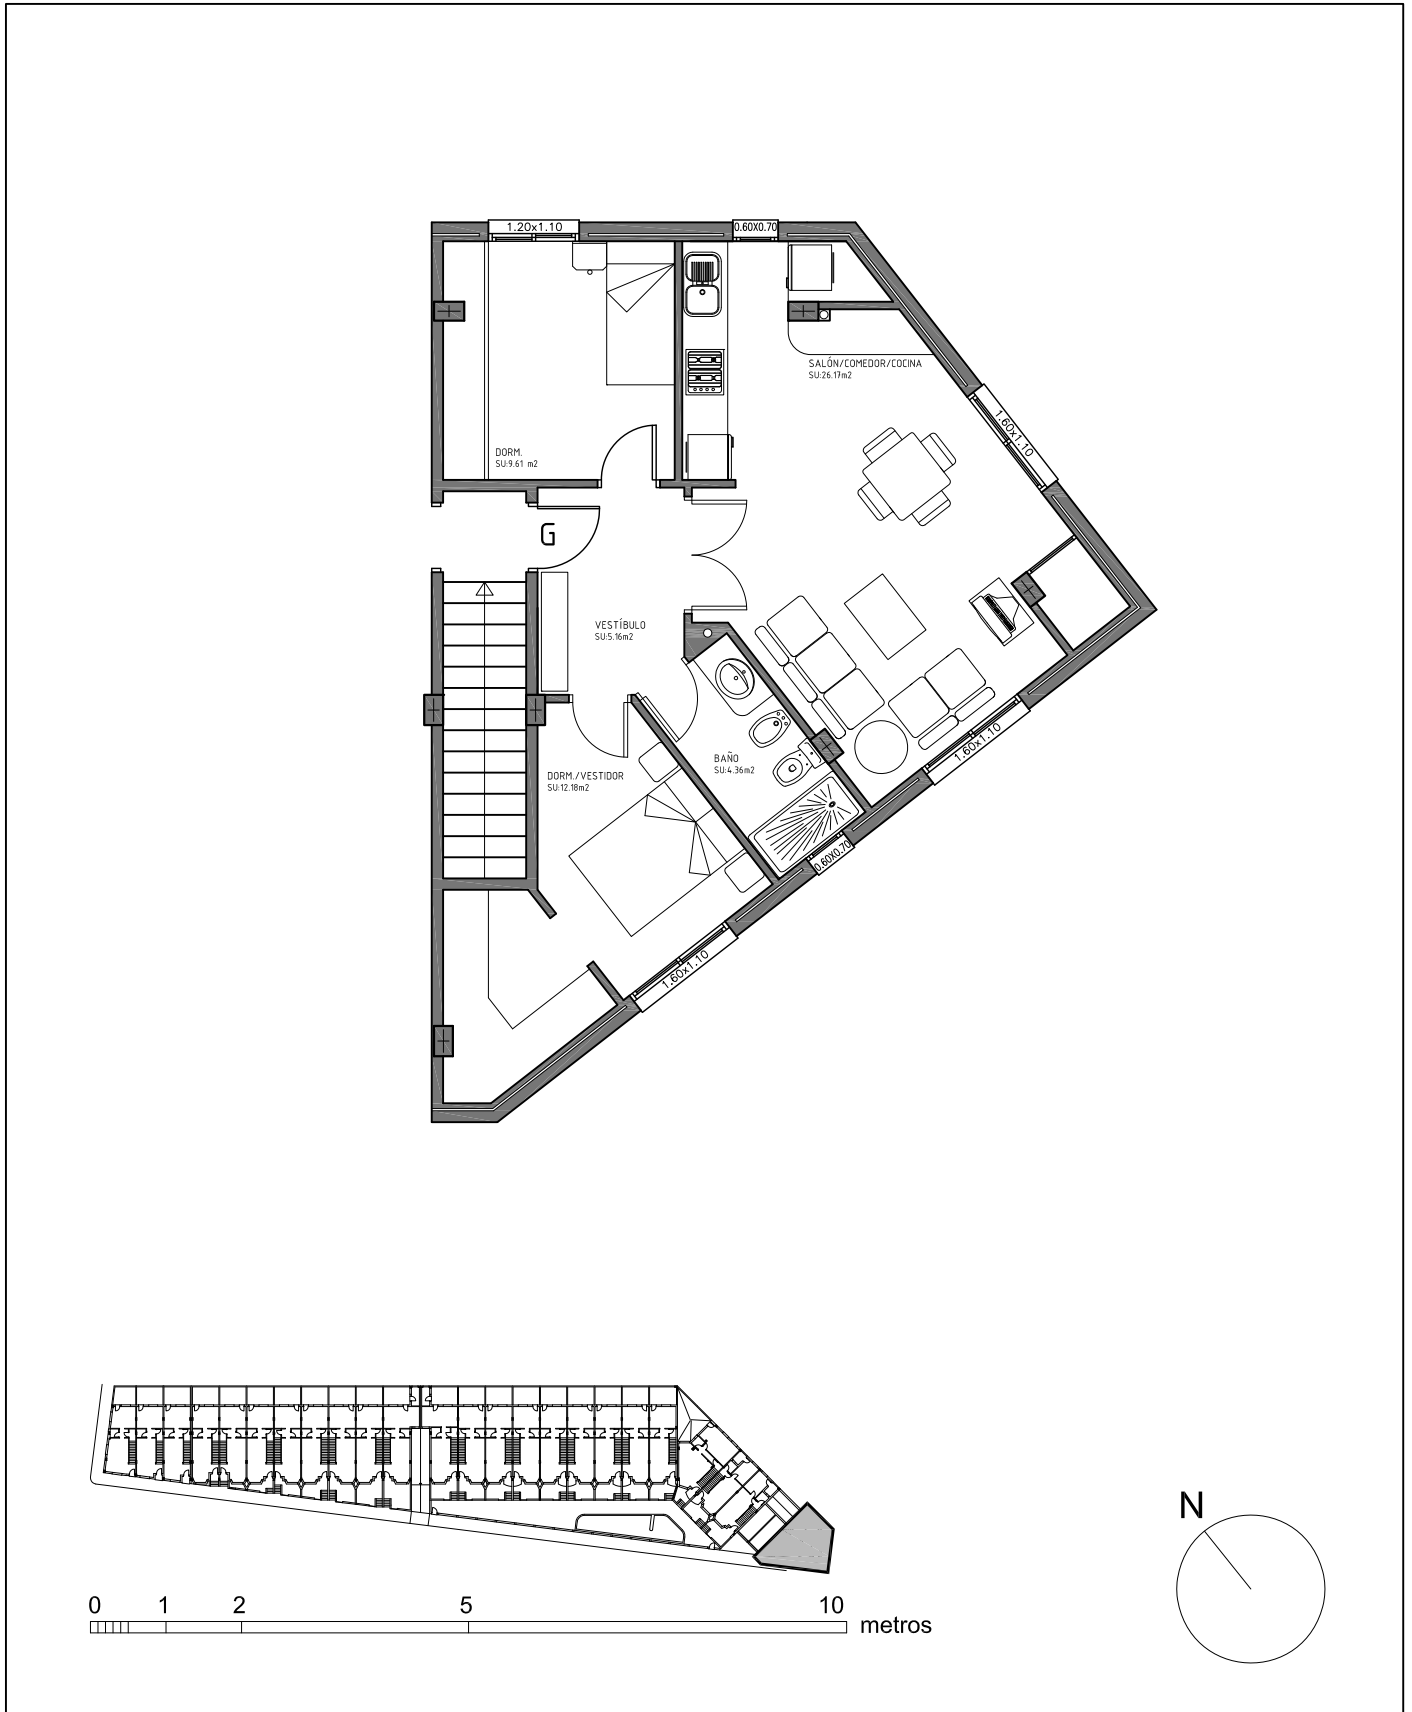 1.20x1.10
0.60X0.70
SALÓN/COMEDOR/COCINA
SU:26.17m2
1.60x1.10
DORM.
SU:9.61 m2
G
VESTÍBULO
SU:5.16m2
BAÑO
SU:4.36m2
1.60x1.10
DORM./VESTIDOR
SU:12.18m2
0.60X0.70
1.60x1.10
N
0 1 2 5 10
metros